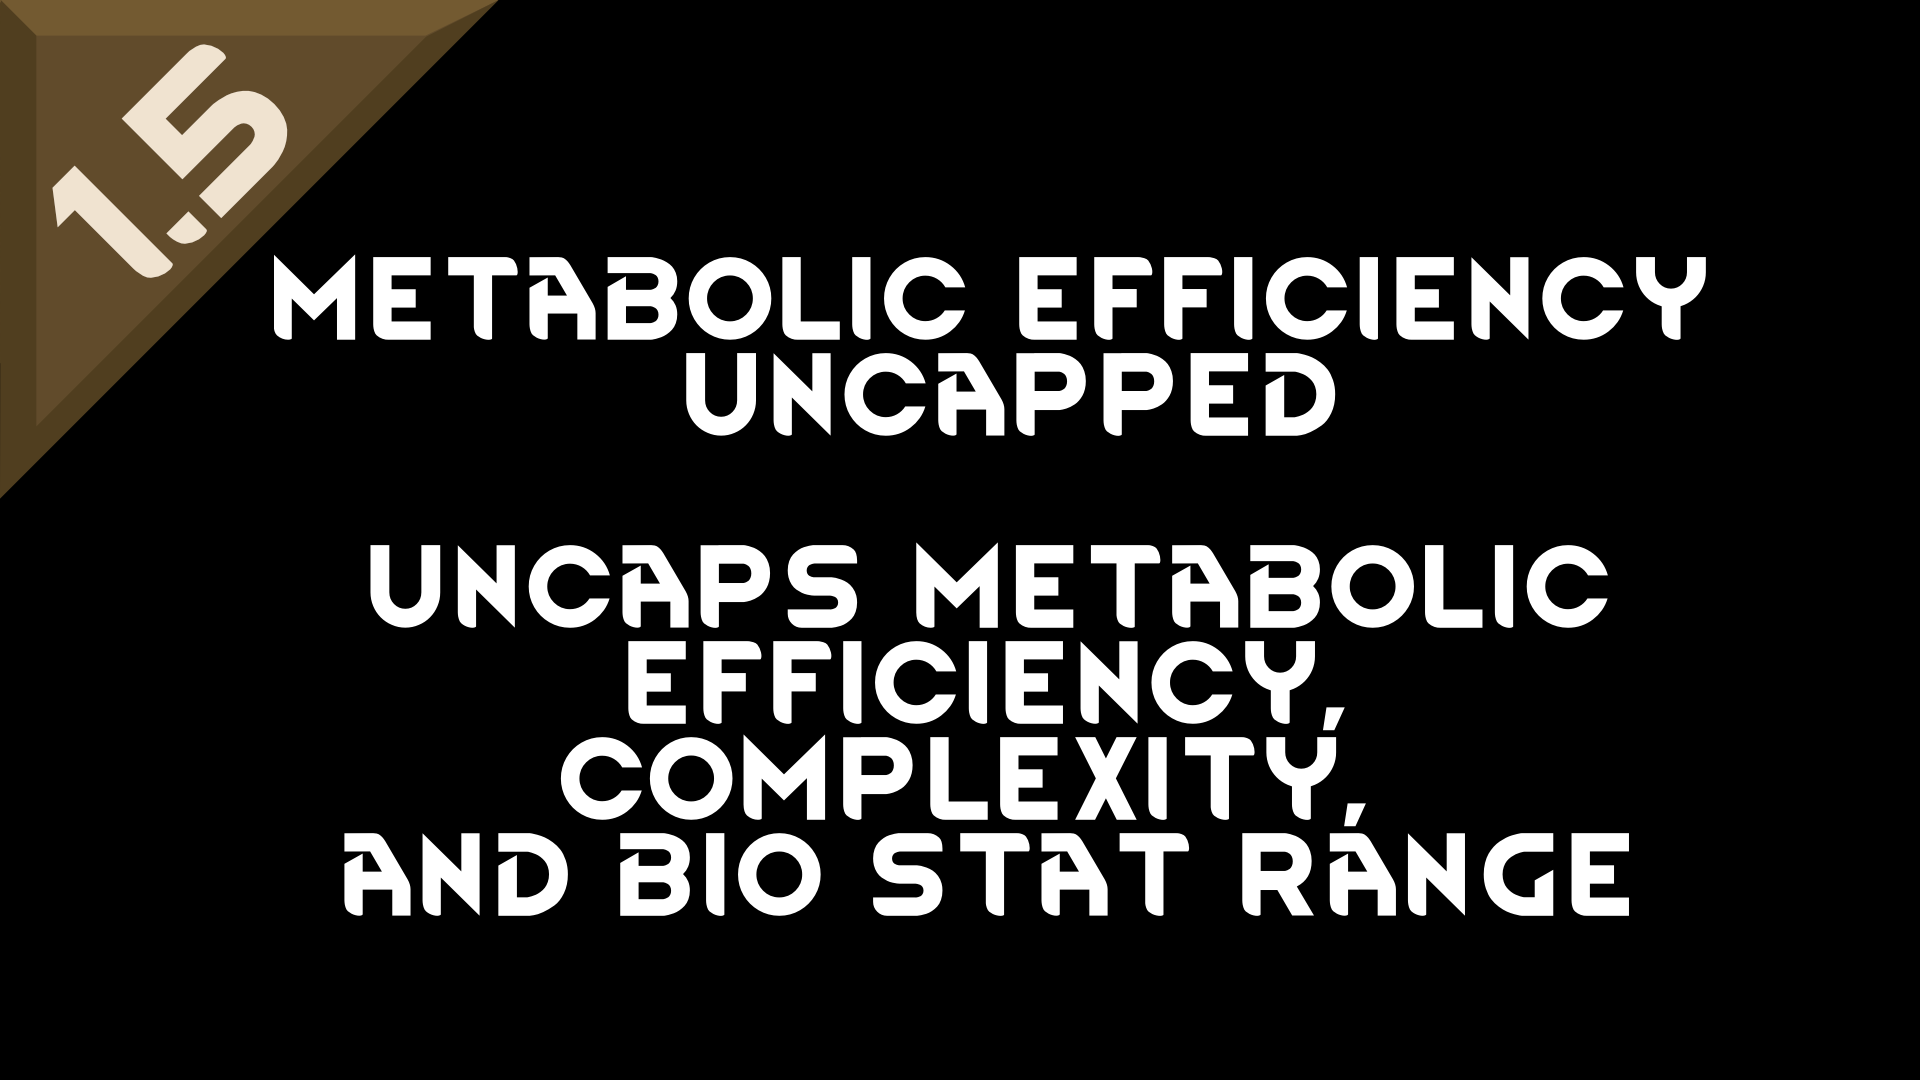 1.5
METABOLIC EFFICIENCY
UNCAPPED
UNCAPS METABOLIC
EFFICIENCY,
COMPLEXITY,
AND BIO STAT RANGE